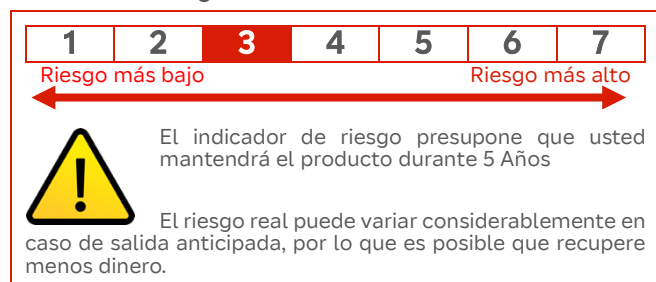 1 2 3 4 5 6 7
Riesgo más bajo Riesgo más alto
El indicador de riesgo presupone que usted
mantendrá el producto durante 5 Años
El riesgo real puede variar considerablemente en
caso de salida anticipada, por lo que es posible que recupere
menos dinero.